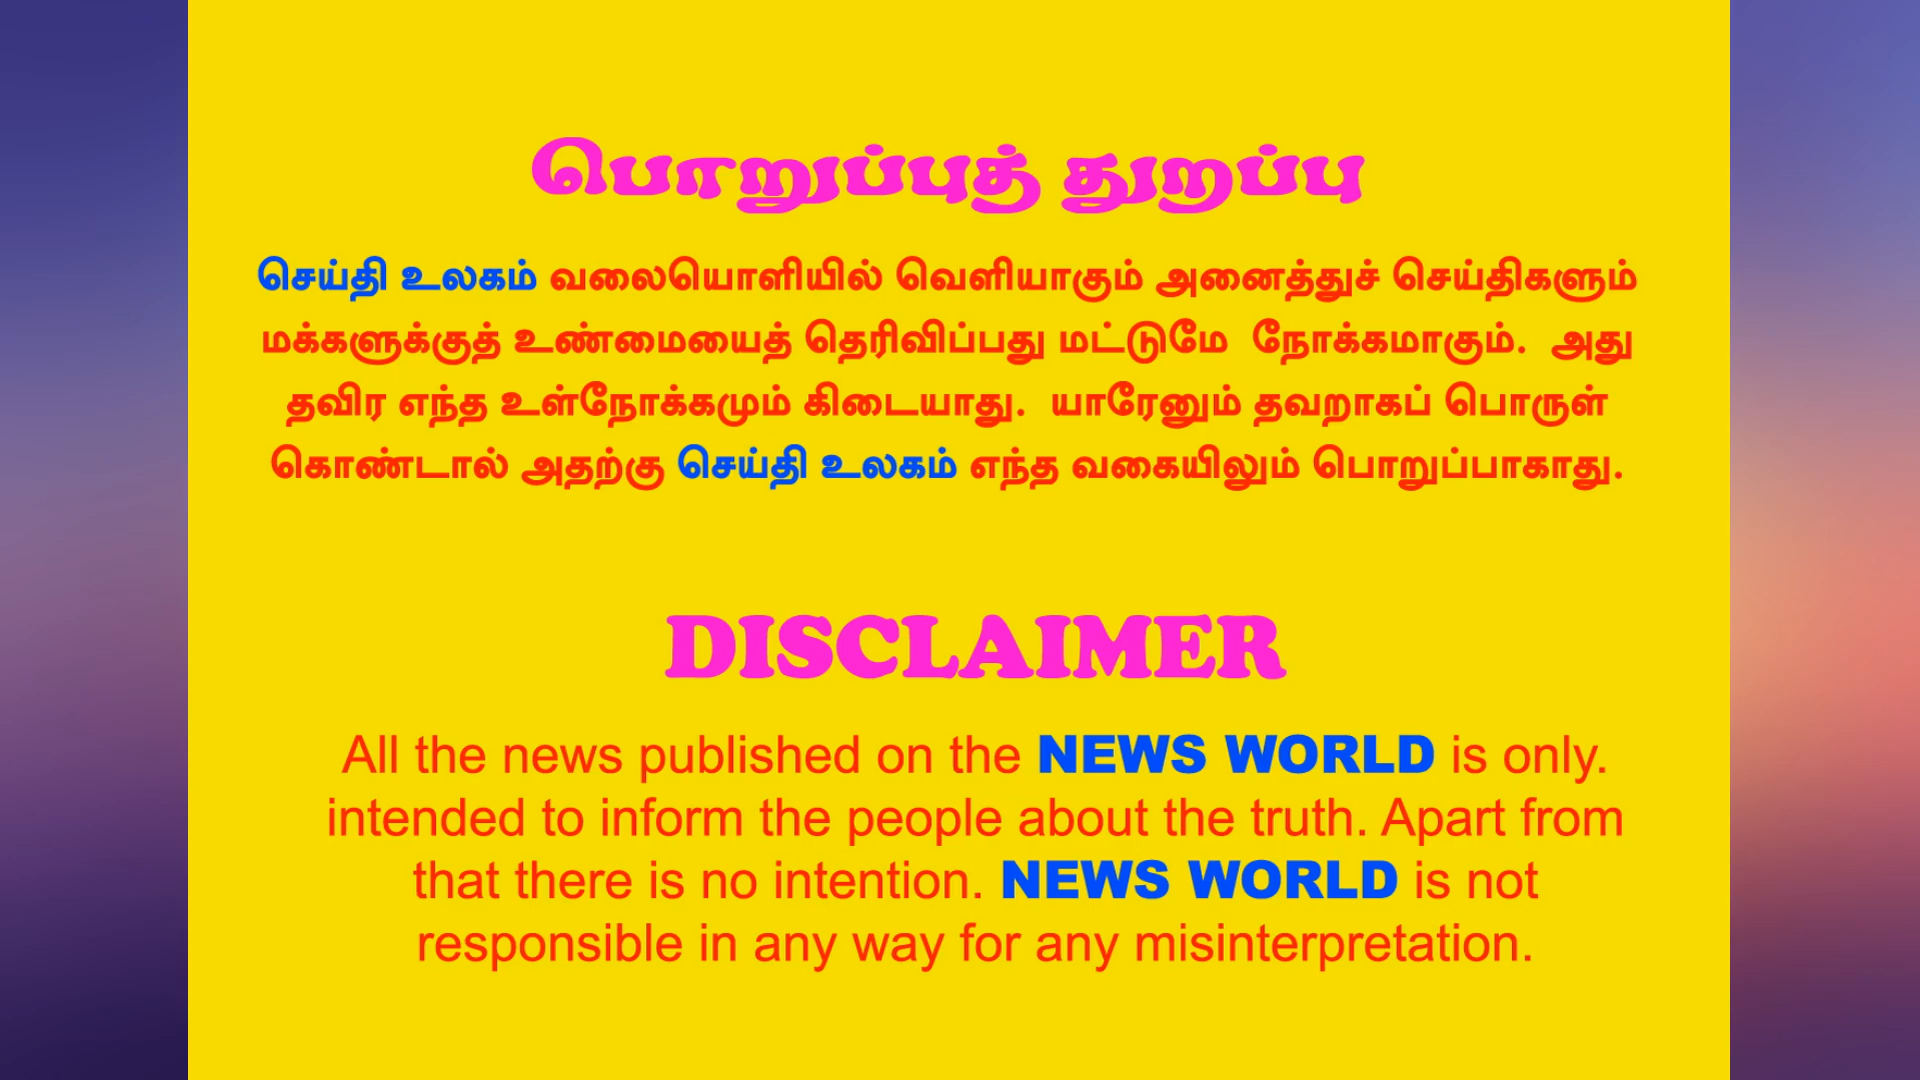 பொறுப்புத் துறப்பு
செய்தி உலகம் வலையொளியில் வெளியாகும் அனைத்துச் செய்திகளும்
மக்களுக்குத் உண்மையைத் தெரிவிப்பது மட்டுமே நோக்கமாகும். அது
தவிர எந்த உள்நோக்கமும் கிடையாது. யாரேனும் தவறாகப் பொருள்
கொண்டால் அதற்கு செய்தி உலகம் எந்த வகையிலும் பொறுப்பாகாது.
DISCLAIMER
All the news published on the NEWS WORLD is only.
intended to inform the people about the truth. Apart from
that there is no intention. NEWS WORLD is not
responsible in any way for any misinterpretation.